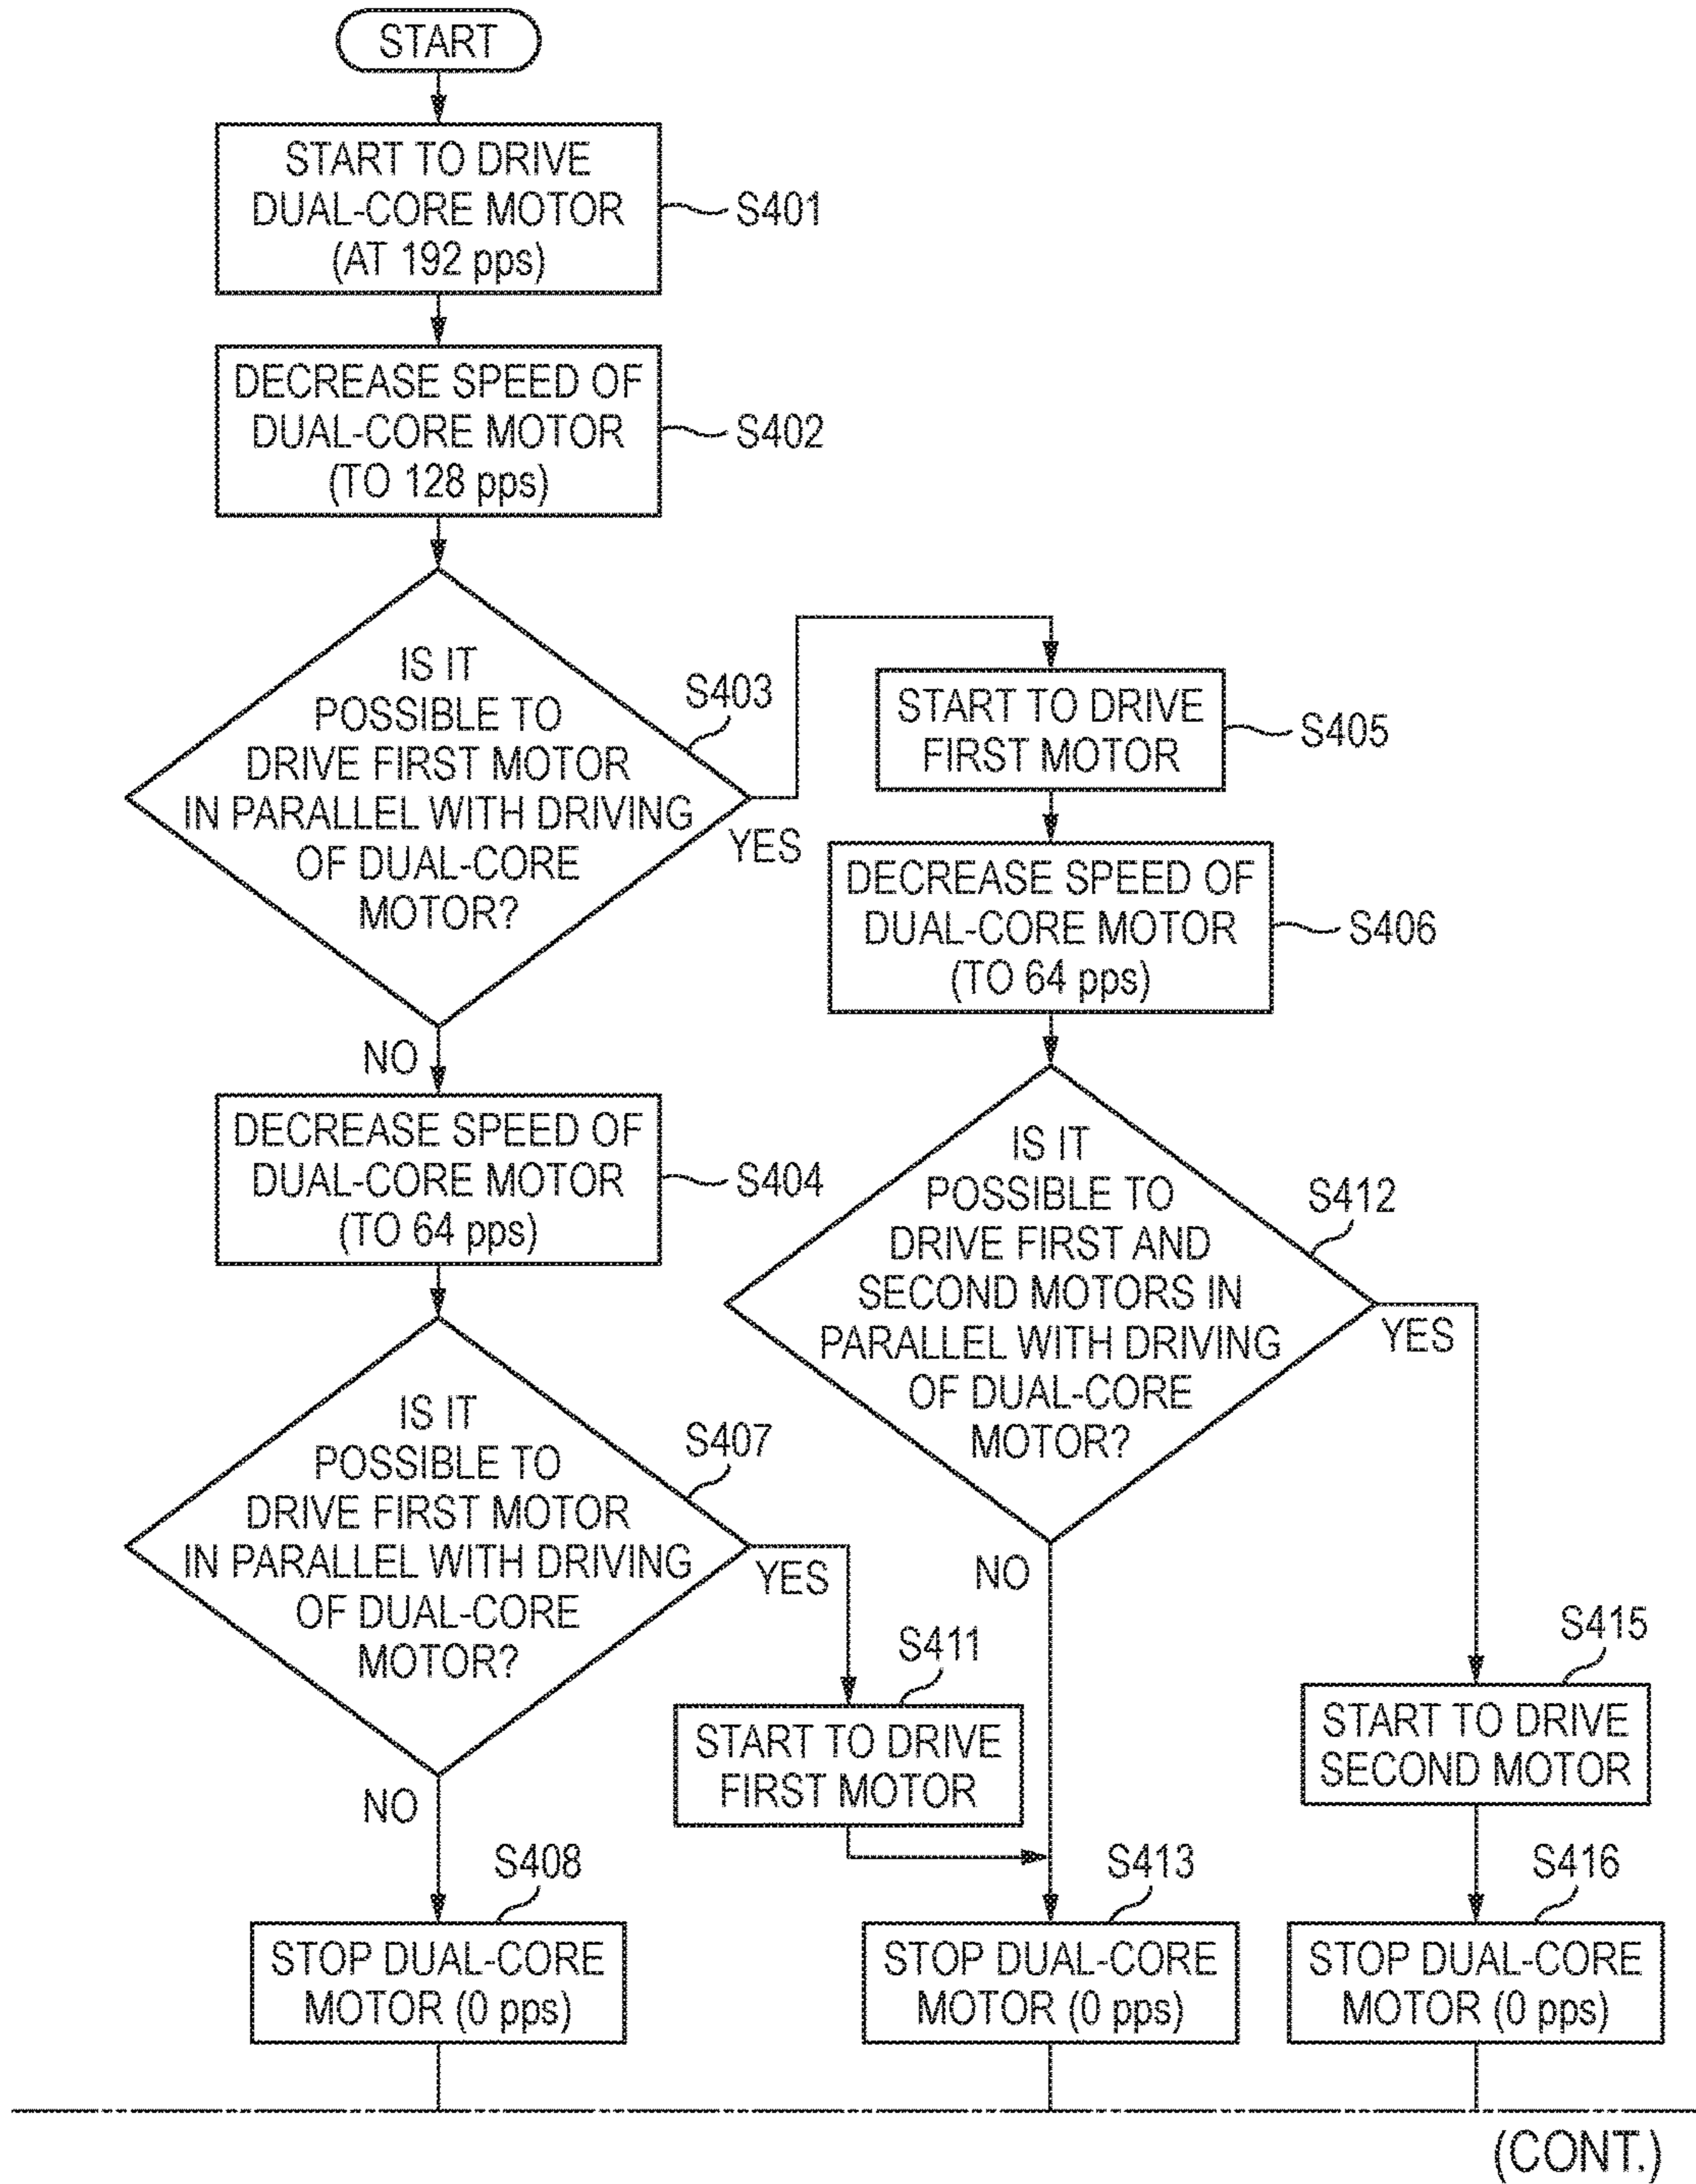 START
START TO DRIVE
DUAL-CORE MOTOR
(AT 192 pps)
S401
DECREASE SPEED OF
DUAL-CORE MOTOR
(TO 128 pps)
S402
IS IT
POSSIBLE TO
DRIVE FIRST MOTOR
IN PARALLEL WITH DRIVING
OF DUAL-CORE
MOTOR?
S403
YES
NO
START TO DRIVE
FIRST MOTOR
S405
DECREASE SPEED OF
DUAL-CORE MOTOR
(TO 64 pps)
S406
DECREASE SPEED OF
DUAL-CORE MOTOR
(TO 64 pps)
S404
IS IT
POSSIBLE TO
DRIVE FIRST AND
SECOND MOTORS IN
PARALLEL WITH DRIVING
OF DUAL-CORE
MOTOR?
S412
YES
NO
IS IT
POSSIBLE TO
DRIVE FIRST MOTOR
IN PARALLEL WITH DRIVING
OF DUAL-CORE
MOTOR?
S407
YES
NO
S411
START TO DRIVE
FIRST MOTOR
S415
START TO DRIVE
SECOND MOTOR
S408
STOP DUAL-CORE
MOTOR (0 pps)
S413
STOP DUAL-CORE
MOTOR (0 pps)
S416
STOP DUAL-CORE
MOTOR (0 pps)
(CONT.)